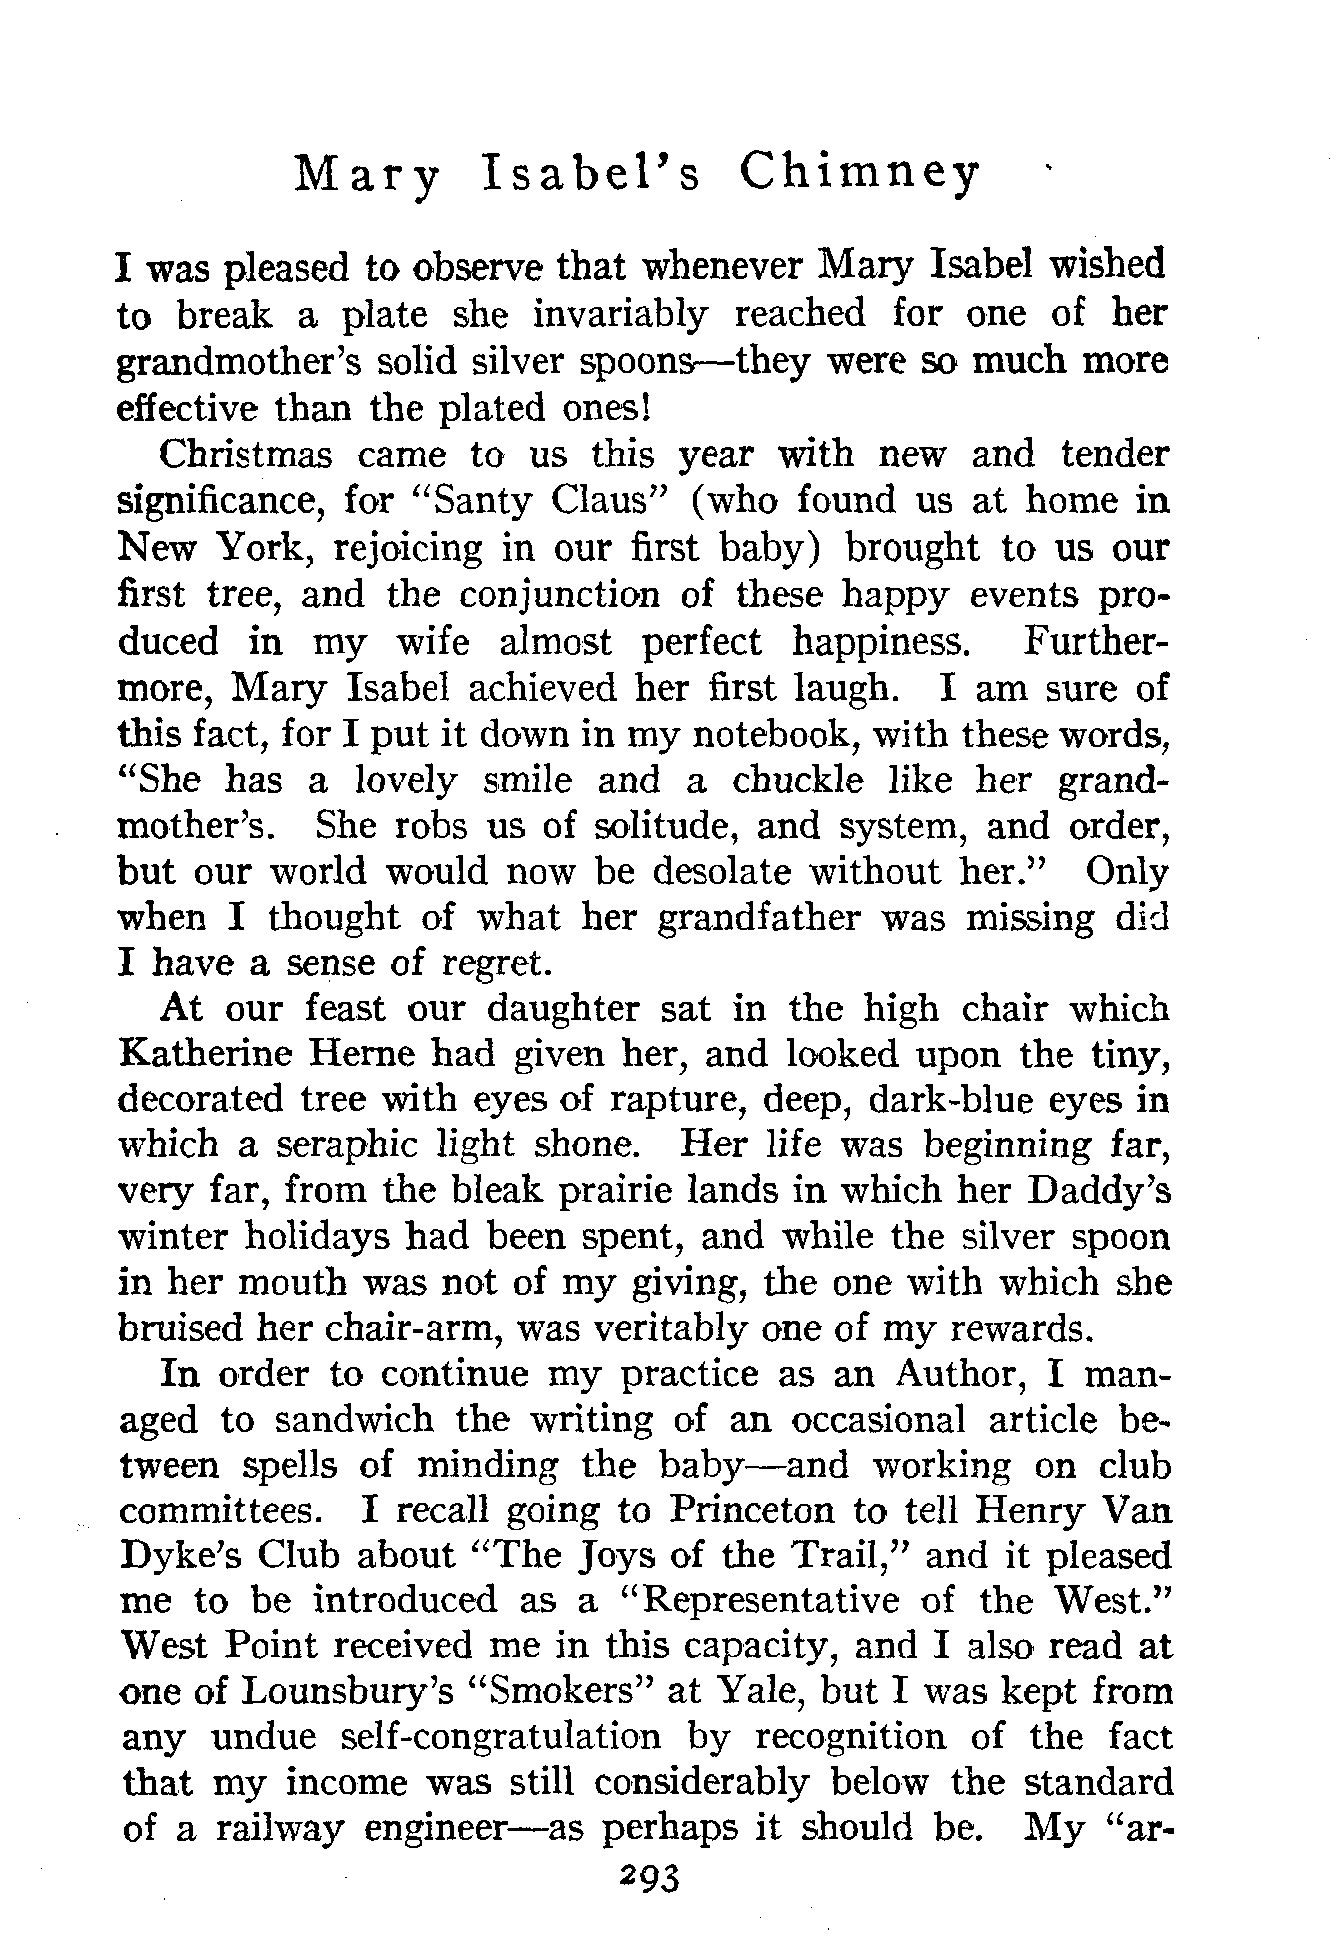 Mary Isabel's Chimney
I was pleased to observe that whenever Mary Isabel wished
to break a plate she invariably reached for one of her
grandmother's solid silver spoons—they were so much more
effective than the plated ones!
Christmas came to us this year with new and tender
significance, for “Santy Claus” (who found us at home in
New York, rejoicing in our first baby) brought to us our
first tree, and the conjunction of these happy events pro-
duced in my wife almost perfect happiness. Further-
more, Mary Isabel achieved her first laugh. I am sure of
this fact, for I put it down in my notebook, with these words,
“She has a lovely smile and a chuckle like her grand-
mother's. She robs us of solitude, and system, and order,
but our world would now be desolate without her.” Only
when I thought of what her grandfather was missing did
I have a sense of regret.
At our feast our daughter sat in the high chair which
Katherine Herne had given her, and looked upon the tiny,
decorated tree with eyes of rapture, deep, dark-blue eyes in
which a seraphic light shone. Her life was beginning far,
very far, from the bleak prairie lands in which her Daddy's
winter holidays had been spent, and while the silver spoon
in her mouth was not of my giving, the one with which she
bruised her chair-arm, was veritably one of my rewards.
In order to continue my practice as an Author, I man-
aged to sandwich the writing of an occasional article be-
tween spells of minding the baby—and working on club
committees. I recall going to Princeton to tell Henry Van
Dyke's Club about “The Joys of the Trail,” and it pleased
me to be introduced as a “Representative of the West.”
West Point received me in this capacity, and I also read at
one of Lounsbury's “Smokers” at Yale, but I was kept from
any undue self-congratulation by recognition of the fact
that my income was still considerably below the standard
of a railway engineer—as perhaps it should be. My “ar-
293